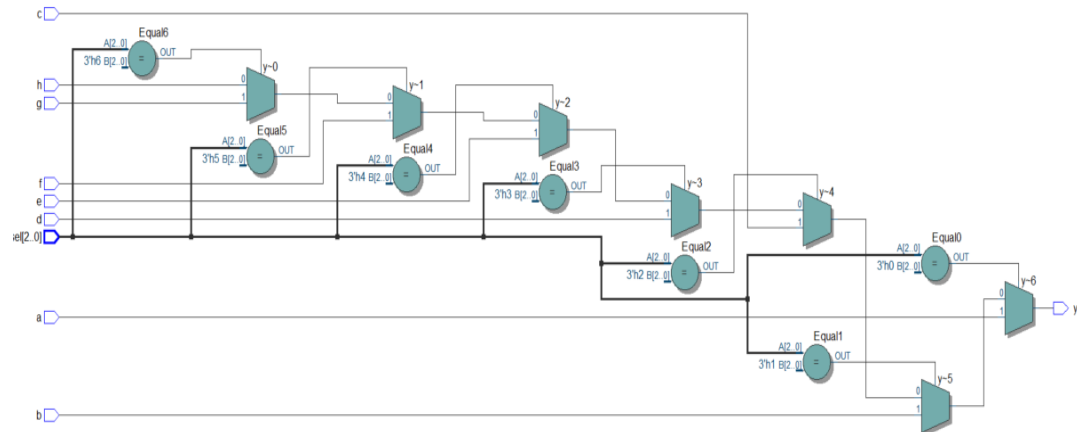 c
Equal6
A[2..0]
OUT
3'h6 B[2..0]
=
y~0
h
0
g
1
y~1
0
1
Equal5
A[2..0]
OUT
3'h5 B[2..0]
=
y~2
0
1
Equal4
A[2..0]
OUT
3'h4 B[2..0]
=
Equal3
A[2..0]
OUT
3'h3 B[2..0]
=
y~3
0
1
y~4
0
1
f
e
d
sel[2..0]
Equal2
A[2..0]
OUT
3'h2 B[2..0]
=
Equal0
A[2..0]
OUT
3'h0 B[2..0]
=
y~6
0
1
y
a
Equal1
A[2..0]
OUT
3'h1 B[2..0]
=
y~5
0
1
b